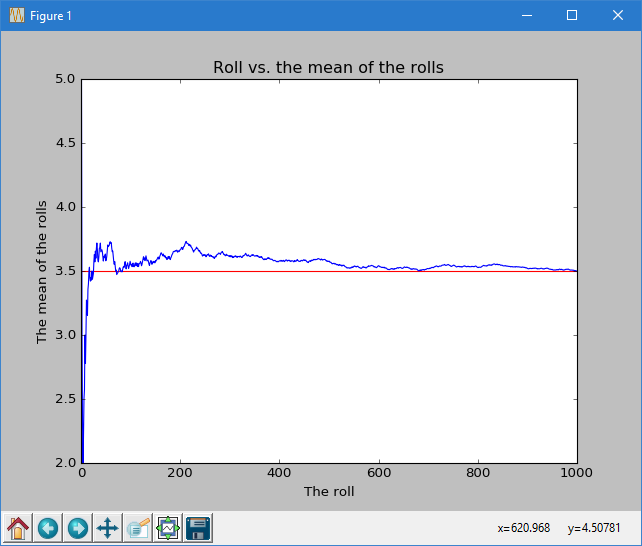 Figure 1
Roll vs. the mean of the rolls
5.0
4.5
4.0
3.5
3.0
2.5
2.0
The mean of the rolls
0 200 400 600 800 1000
The roll
x=620.968 y=4.50781